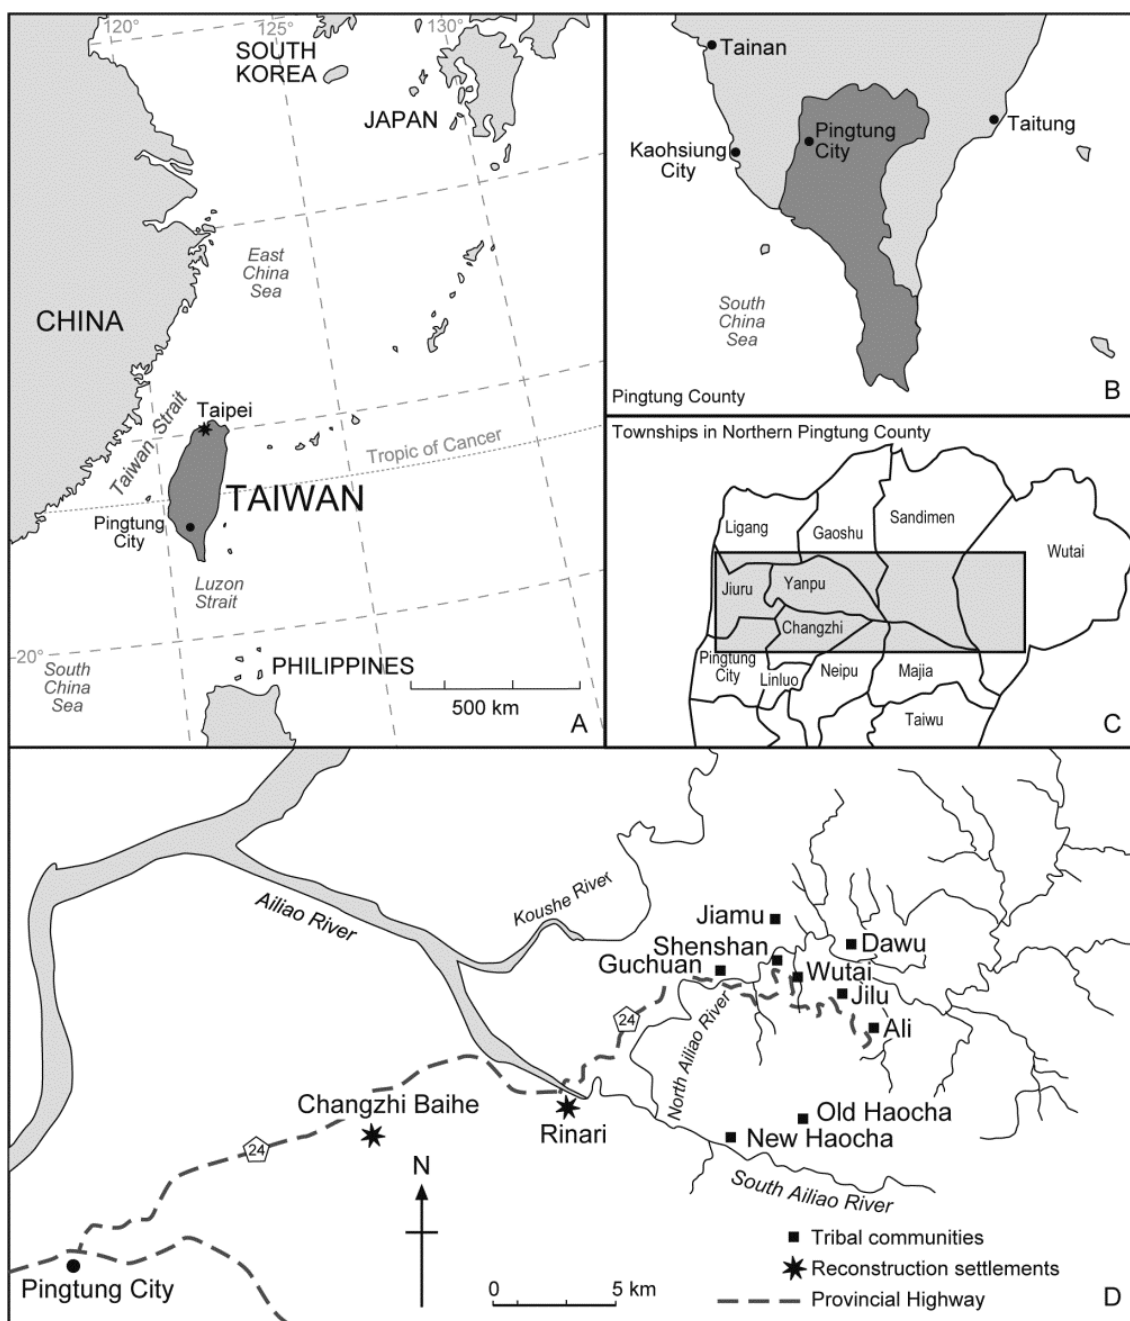 120°
125°
130°
SOUTH
KOREA
JAPAN
East
China
Sea
CHINA
Taiwan Strait
Taipei
Tropic of Cancer
TAIWAN
Pingtung
City
Luzon
Strait
20°
South
China
Sea
PHILIPPINES
500 km
A
Tainan
Pingtung
City
Taitung
Kaohsiung
City
South
China
Sea
Pingtung County
B
Townships in Northern Pingtung County
Ligang
Gaoshu
Sandimen
Wutai
Jiuru
Yanpu
Changzhi
Pingtung
City
Linluo
Neipu
Majia
Taiwu
C
Ailiao River
Koushe River
Jiamu
Shenshan
Dawu
Guchuan
Wutai
Jilu
24
North Ailiao River
Ali
Changzhi Baihe
Rinari
Old Haocha
New Haocha
24
N
South Ailiao River
Pingtung City
0
5 km
Tribal communities
Reconstruction settlements
Provincial Highway
D